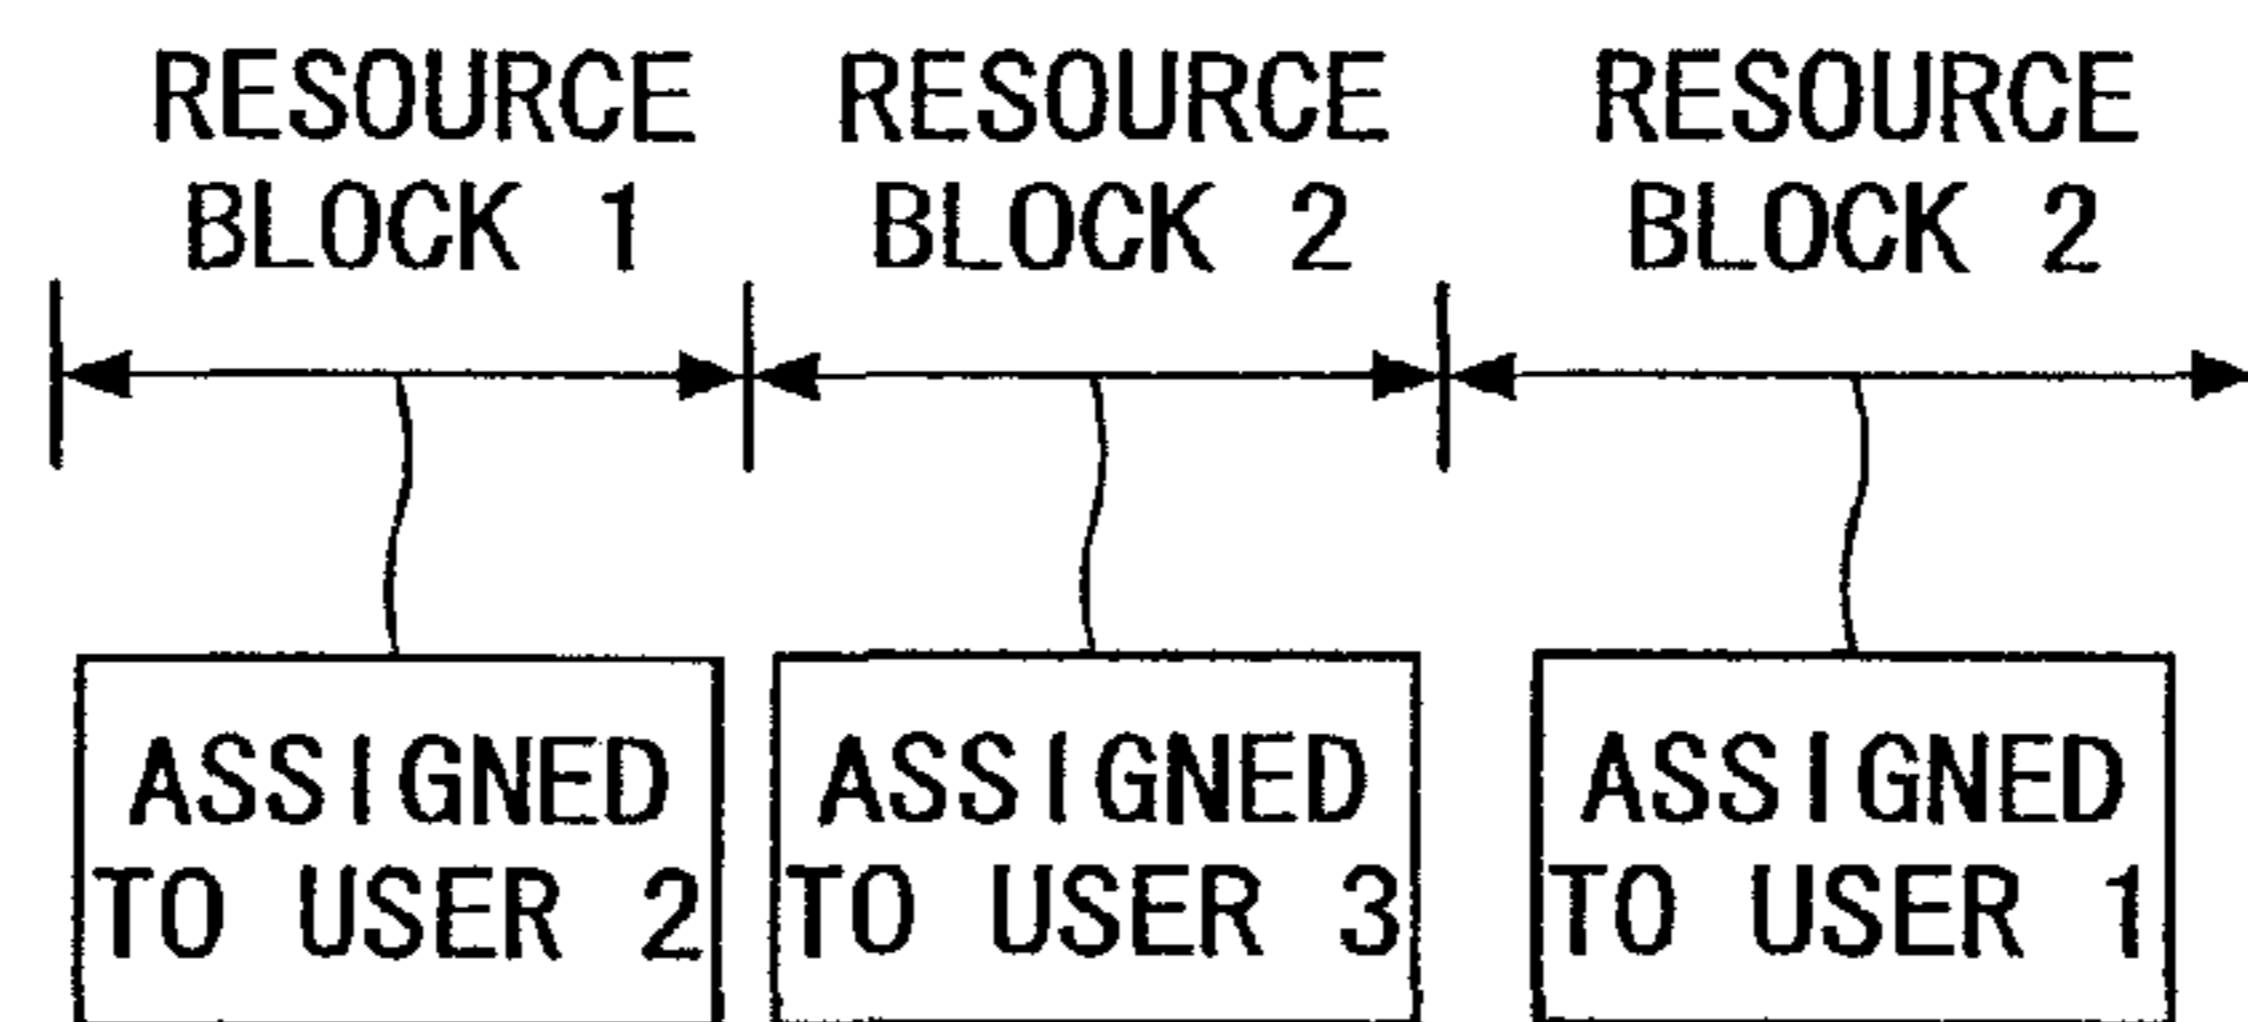 RESOURCE
BLOCK 1
RESOURCE
BLOCK 2
RESOURCE
BLOCK 2
ASSIGNED
TO USER 2
ASSIGNED
TO USER 3
ASSIGNED
TO USER 1